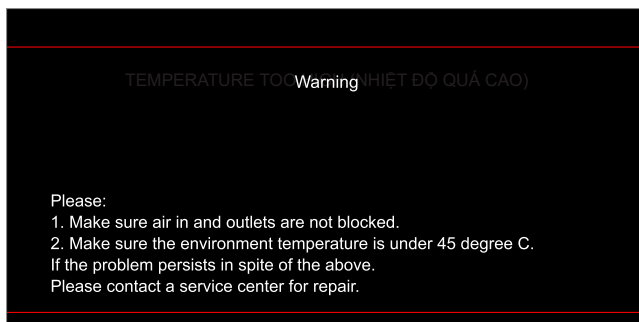 TEMPERATURE TOO Warning NHIỆT ĐỘ QUÁ CAO)
Please:
1. Make sure air in and outlets are not blocked.
2. Make sure the environment temperature is under 45 degree C.
If the problem persists in spite of the above.
Please contact a service center for repair.